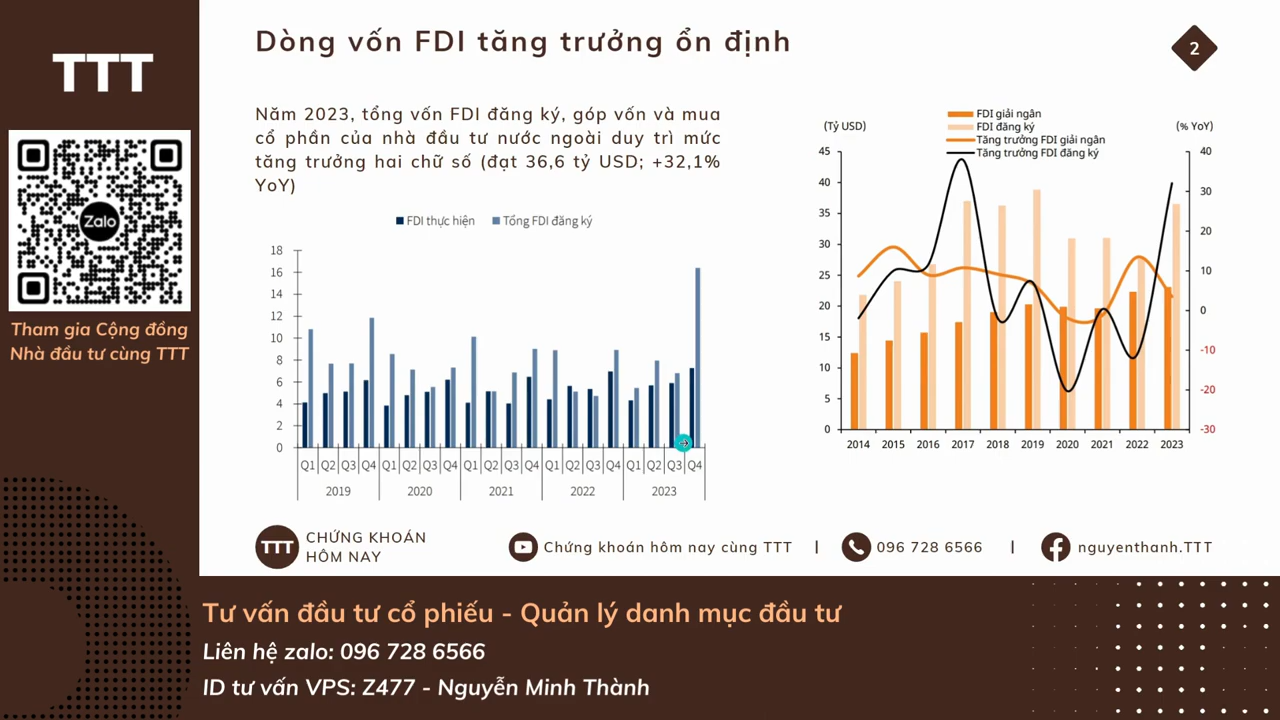 TTT
Zalo
Tham gia Cộng đồng
Nhà đầu tư cùng TTT
Dòng vốn FDI tăng trưởng ổn định
2
Năm 2023, tổng vốn FDI đăng ký, góp vốn và mua
cổ phần của nhà đầu tư nước ngoài duy trì mức
tăng trưởng hai chữ số (đạt 36,6 tỷ USD; +32,1%
YoY)
FDI thực hiện Tổng FDI đăng ký
18
16
14
12
10
8
6
4
2
0
Q1 Q2 Q3 Q4 Q1 Q2 Q3 Q4 Q1 Q2 Q3 Q4 Q1 Q2 Q3 Q4 Q1 Q2 Q3 Q4
2019 2020 2021 2022 2023
FDI giải ngân
FDI đăng ký
Tăng trưởng FDI giải ngân
Tăng trưởng FDI đăng ký
(Tỷ USD) (% YoY)
45 40
40
35 30
30 20
25 10
20 0
15 -10
10
5 -20
0 -30
2014 2015 2016 2017 2018 2019 2020 2021 2022 2023
TTT CHỨNG KHOÁN
HÔM NAY
Chứng khoán hôm nay cùng TTT | 096 728 6566 | nguyenthanh.TTT
Tư vấn đầu tư cổ phiếu - Quản lý danh mục đầu tư
Liên hệ zalo: 096 728 6566
ID tư vấn VPS: Z477 - Nguyễn Minh Thành